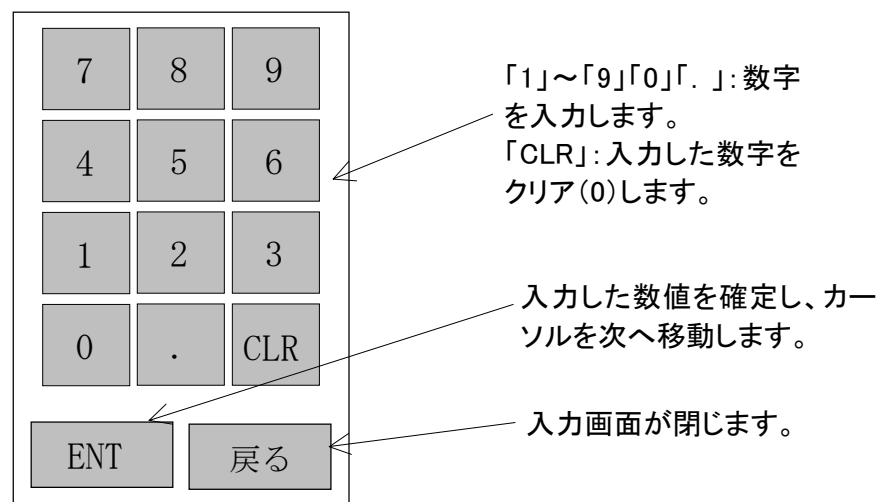 7 8 9
4 5 6
1 2 3
0 . CLR
ENT 戻る
「1」～「9」「0」「. 」：数字
を入力します。
「CLR」：入力した数字を
クリア（0）します。
入力した数値を確定し、カー
ソルを次へ移動します。
入力画面が閉じます。